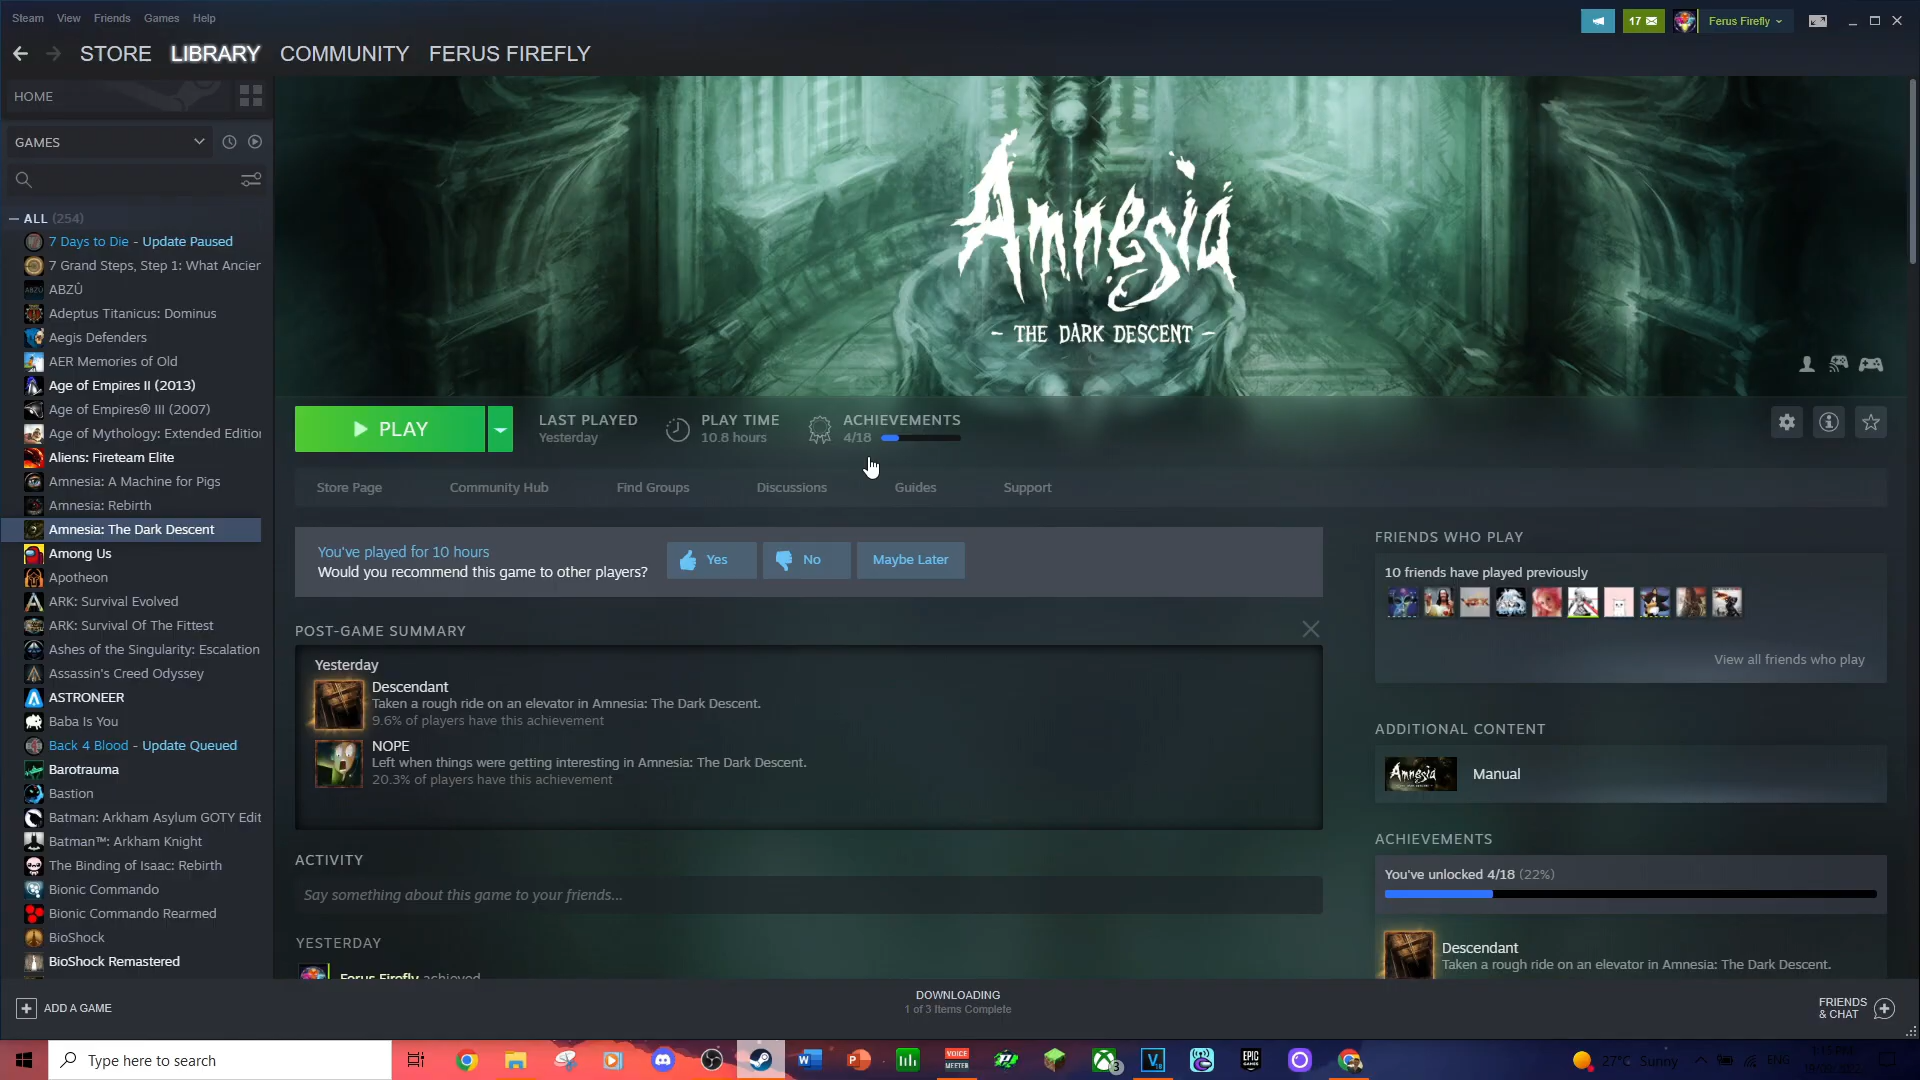 Steam View Friends Games Help
17
Ferus Firefly
STORE LIBRARY COMMUNITY FERUS FIREFLY
HOME
GAMES
ALL (254)
7 Days to Die - Update Paused
7 Grand Steps, Step 1: What Ancier
ABZÛ
Adeptus Titanicus: Dominus
Aegis Defenders
AER Memories of Old
Age of Empires II (2013)
Age of Empires® III (2007)
Age of Mythology: Extended Edition
Aliens: Fireteam Elite
Amnesia: A Machine for Pigs
Amnesia: Rebirth
Amnesia: The Dark Descent
Among Us
Apotheon
ARK: Survival Evolved
ARK: Survival Of The Fittest
Ashes of the Singularity: Escalation
Assassin's Creed Odyssey
ASTRONEER
Baba Is You
Back 4 Blood - Update Queued
Barotrauma
Bastion
Batman: Arkham Asylum GOTY Edit
Batman™: Arkham Knight
The Binding of Isaac: Rebirth
Bionic Commando
Bionic Commando Rearmed
BioShock
BioShock Remastered
ADD A GAME
Amnesia
- THE DARK DESCENT -
PLAY
LAST PLAYED
Yesterday
PLAY TIME
10.8 hours
ACHIEVEMENTS
4/18
Store Page Community Hub Find Groups Discussions Guides Support
You've played for 10 hours
Would you recommend this game to other players?
Yes No Maybe Later
POST-GAME SUMMARY
Yesterday
Descendant
Taken a rough ride on an elevator in Amnesia: The Dark Descent.
9.6% of players have this achievement
NOPE
Left when things were getting interesting in Amnesia: The Dark Descent.
20.3% of players have this achievement
ACTIVITY
Say something about this game to your friends...
YESTERDAY
Ferus Firefly achieved
FRIENDS WHO PLAY
10 friends have played previously
View all friends who play
ADDITIONAL CONTENT
Amnesia
Manual
ACHIEVEMENTS
You've unlocked 4/18 (22%)
Descendant
Taken a rough ride on an elevator in Amnesia: The Dark Descent.
DOWNLOADING
1 of 3 Items Complete
FRIENDS
& CHAT
Type here to search
VOICE
MEETER
EPIC
GAMES
3
27°C Sunny
ENG